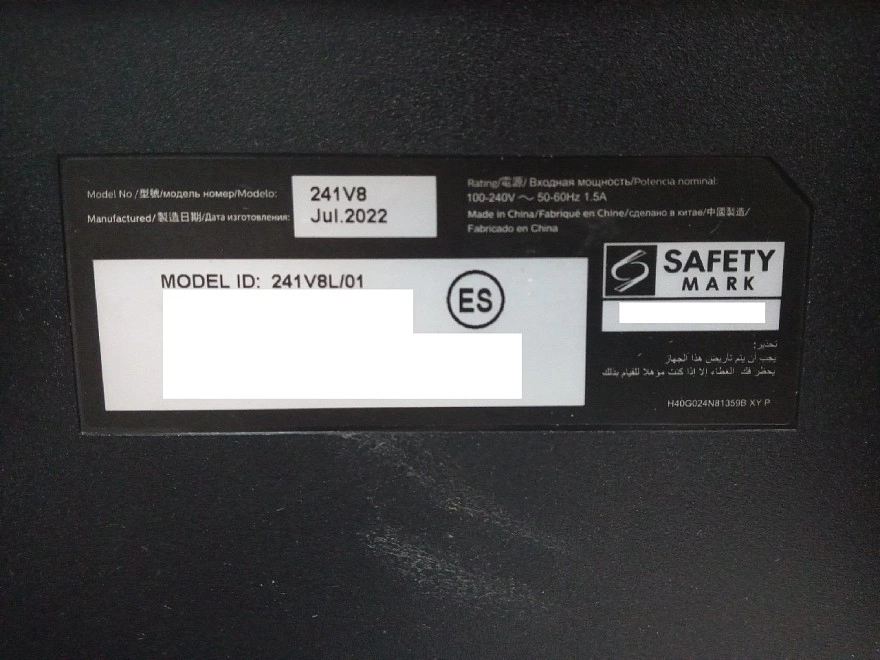 Model No /型號/модель номер/Modelo:
241V8
Manufactured/製造日期/Дата изготовления:
Jul.2022
Rating/電源/ Входная мощность/Potencia nominal:
100-240V ～ 50-60Hz 1.5A
Made in China/Fabriqué en Chine/сделано в китае/中國製造/
Fabricado en China
MODEL ID: 241V8L/01
ES
SAFETY
MARK
تحذير:
يجب أن يتم تأريض هذا الجهاز
يحظر فك الغطاء إلا إذا كنت مؤهلا للقيام بذلك
H40G024N81359B XY P